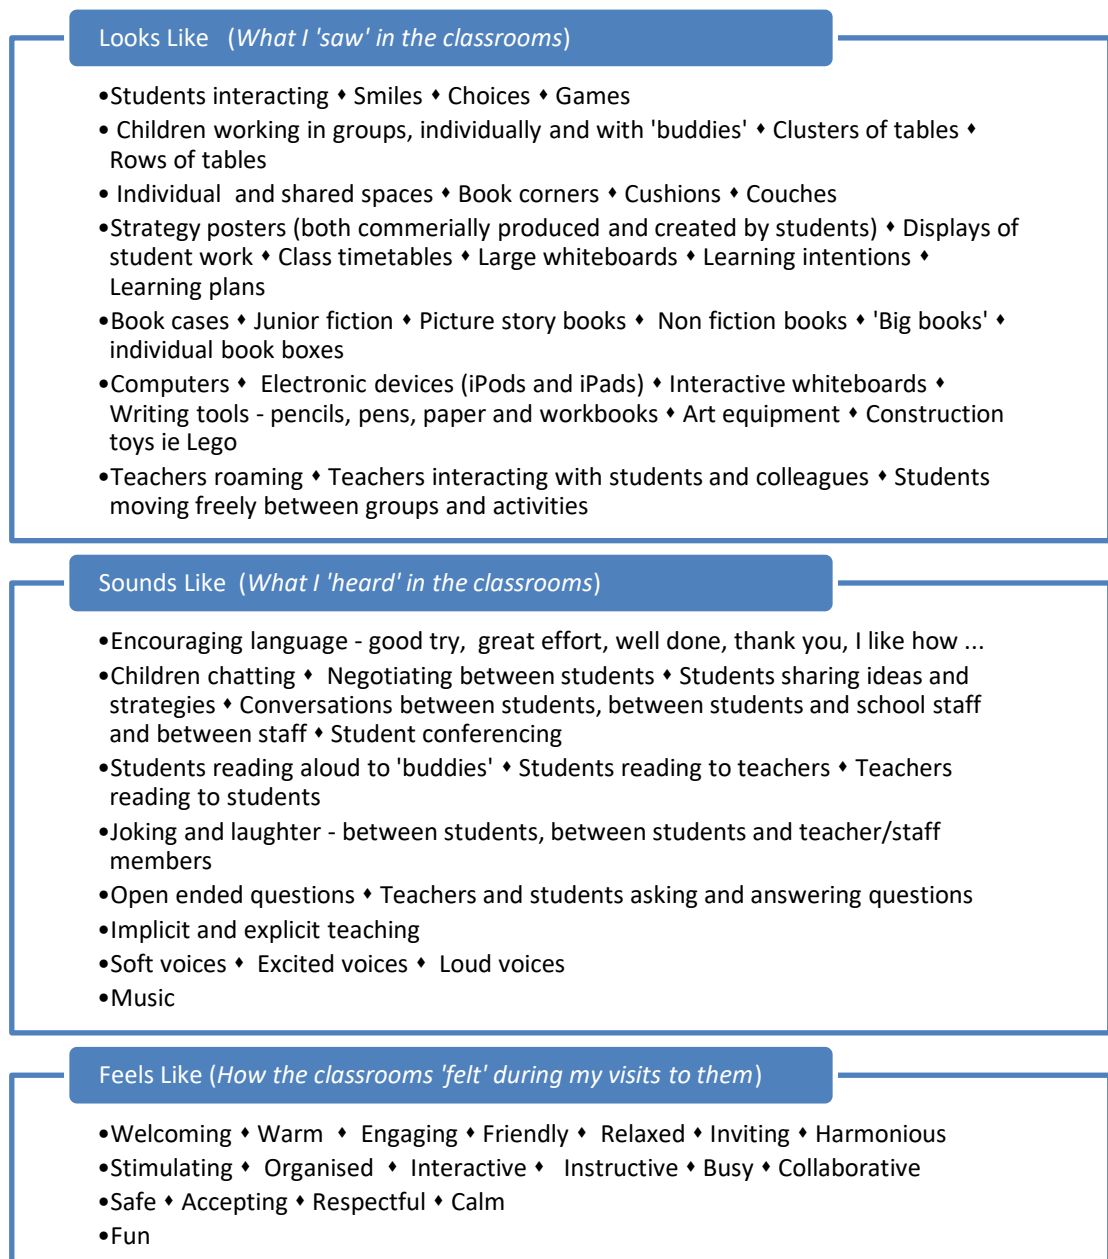 Looks Like   (What I 'saw' in the classrooms)
•Students interacting ♦ Smiles ♦ Choices ♦ Games
• Children working in groups, individually and with 'buddies' ♦ Clusters of tables ♦
Rows of tables
• Individual  and shared spaces ♦ Book corners ♦ Cushions ♦ Couches
•Strategy posters (both commerially produced and created by students) ♦ Displays of
student work ♦ Class timetables ♦ Large whiteboards ♦ Learning intentions ♦
Learning plans
•Book cases ♦ Junior fiction ♦ Picture story books ♦  Non fiction books ♦ 'Big books' ♦
individual book boxes
•Computers ♦  Electronic devices (iPods and iPads) ♦ Interactive whiteboards ♦
Writing tools - pencils, pens, paper and workbooks ♦ Art equipment ♦ Construction
toys ie Lego
•Teachers roaming ♦ Teachers interacting with students and colleagues ♦ Students
moving freely between groups and activities
Sounds Like  (What I 'heard' in the classrooms)
•Encouraging language - good try,  great effort, well done, thank you, I like how ...
•Children chatting ♦  Negotiating between students ♦ Students sharing ideas and
strategies ♦ Conversations between students, between students and school staff
and between staff ♦ Student conferencing
•Students reading aloud to 'buddies' ♦ Students reading to teachers ♦ Teachers
reading to students
•Joking and laughter - between students, between students and teacher/staff
members
•Open ended questions ♦ Teachers and students asking and answering questions
•Implicit and explicit teaching
•Soft voices ♦  Excited voices ♦  Loud voices
•Music
Feels Like (How the classrooms 'felt' during my visits to them)
•Welcoming ♦ Warm  ♦  Engaging ♦ Friendly ♦  Relaxed ♦ Inviting ♦ Harmonious
•Stimulating ♦  Organised  ♦  Interactive ♦   Instructive ♦ Busy ♦ Collaborative
•Safe ♦ Accepting ♦ Respectful ♦ Calm
•Fun